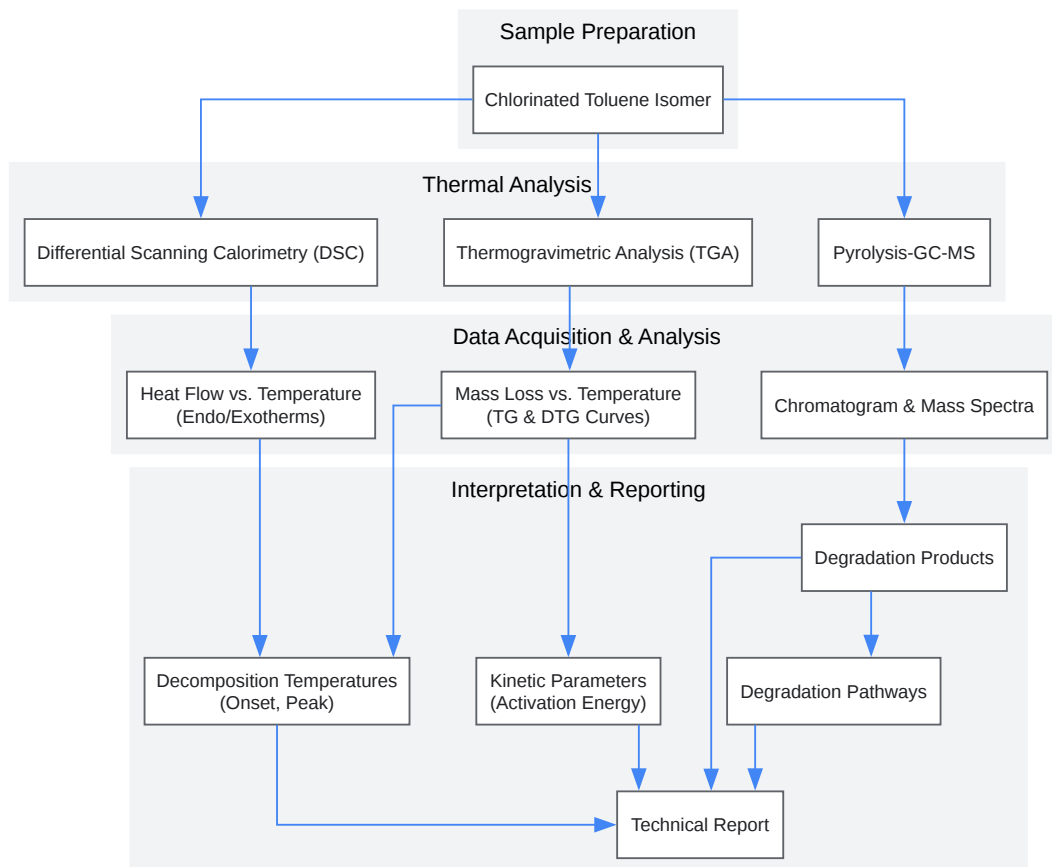 Sample Preparation
Chlorinated Toluene Isomer
Thermal Analysis
Differential Scanning Calorimetry (DSC)
Thermogravimetric Analysis (TGA)
Pyrolysis-GC-MS
Data Acquisition & Analysis
Heat Flow vs. Temperature
(Endo/Exotherms)
Mass Loss vs. Temperature
(TG & DTG Curves)
Chromatogram & Mass Spectra
Interpretation & Reporting
Degradation Products
Decomposition Temperatures
(Onset, Peak)
Kinetic Parameters
(Activation Energy)
Degradation Pathways
Technical Report